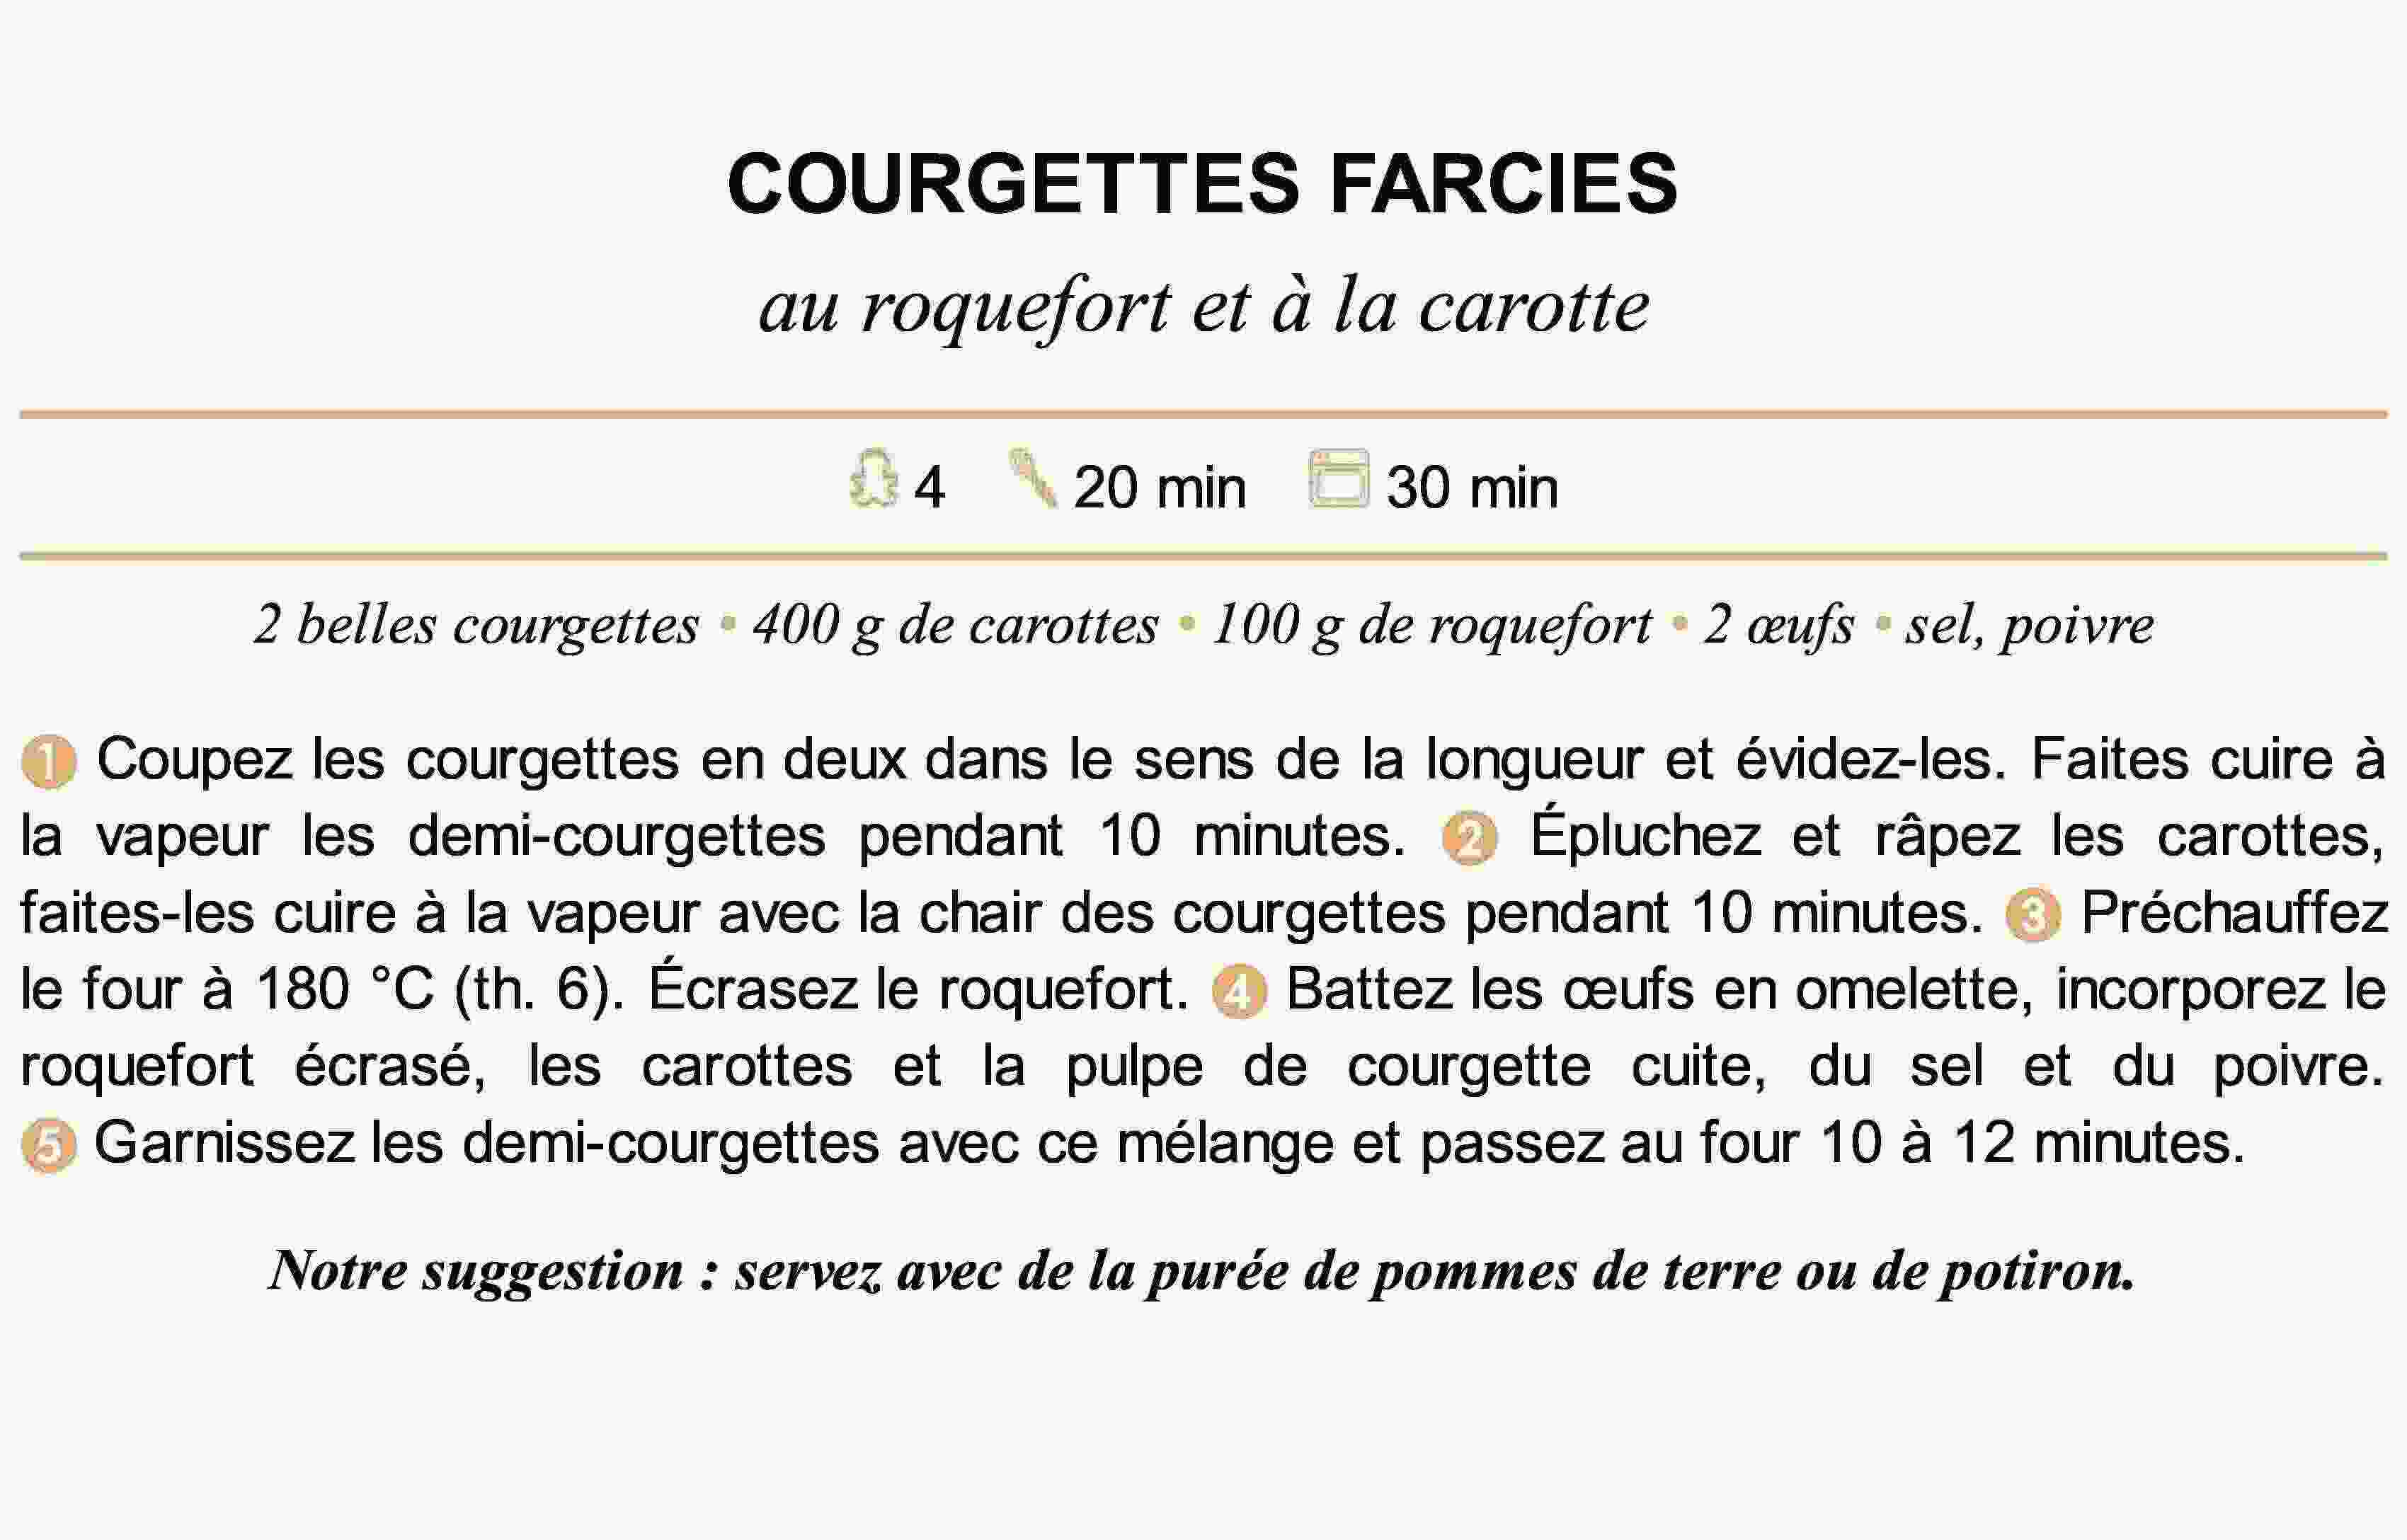 COURGETTES FARCIES
au roquefort et à la carotte
4 20 min 30 min
2 belles courgettes • 400 g de carottes • 100 g de roquefort • 2 œufs • sel, poivre
1 Coupez les courgettes en deux dans le sens de la longueur et évidez-les. Faites cuire à
la vapeur les demi-courgettes pendant 10 minutes. 2 Épluchez et râpez les carottes,
faites-les cuire à la vapeur avec la chair des courgettes pendant 10 minutes. 3 Préchauffez
le four à 180 °C (th. 6). Écrasez le roquefort. 4 Battez les œufs en omelette, incorporez le
roquefort écrasé, les carottes et la pulpe de courgette cuite, du sel et du poivre.
5 Garnissez les demi-courgettes avec ce mélange et passez au four 10 à 12 minutes.
Notre suggestion : servez avec de la purée de pommes de terre ou de potiron.